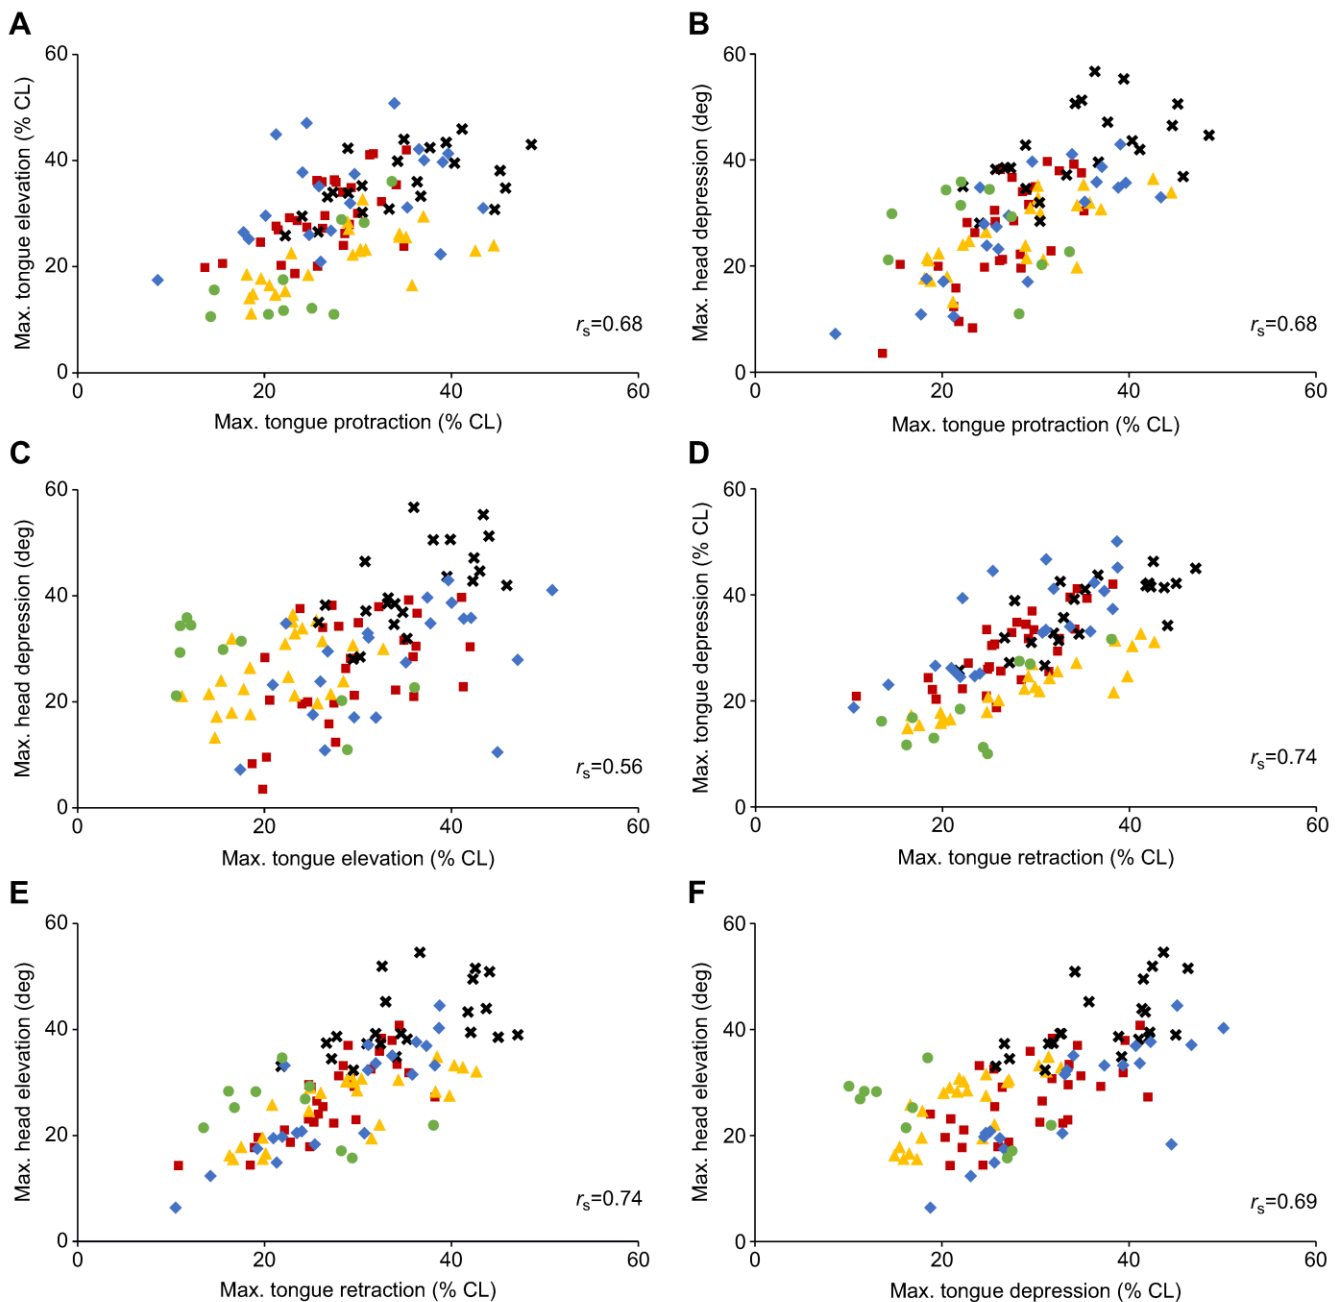 A
60
40
20
0
0
20
40
60
Max. tongue elevation (% CL)
Max. tongue protraction (% CL)
rs=0.68
B
60
40
20
0
0
20
40
60
Max. head depression (deg)
Max. tongue protraction (% CL)
rs=0.68
C
60
40
20
0
0
20
40
60
Max. head depression (deg)
Max. tongue elevation (% CL)
rs=0.56
D
60
40
20
0
0
20
40
60
Max. tongue depression (% CL)
Max. tongue retraction (% CL)
rs=0.74
E
60
40
20
0
0
20
40
60
Max. head elevation (deg)
Max. tongue retraction (% CL)
rs=0.74
F
60
40
20
0
0
20
40
60
Max. head elevation (deg)
Max. tongue depression (% CL)
rs=0.69